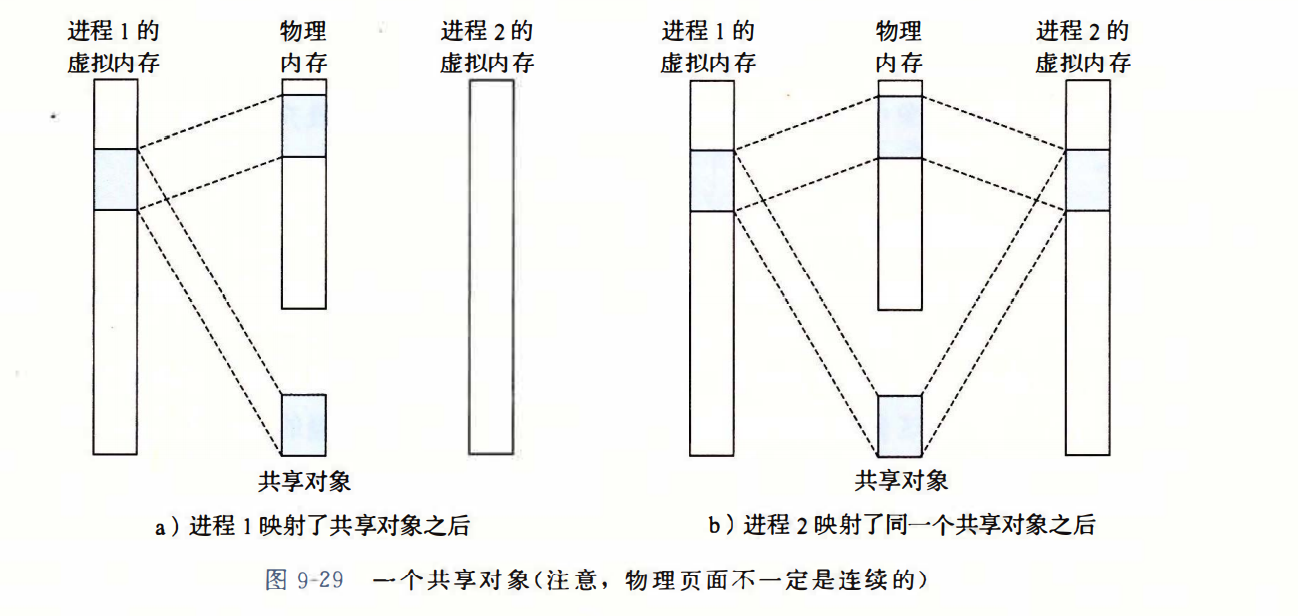 进程 1 的
虚拟内存
物理
内存
进程 2 的
虚拟内存
共享对象
a）进程 1 映射了共享对象之后
进程 1 的
虚拟内存
物理
内存
进程 2 的
虚拟内存
共享对象
b）进程 2 映射了同一个共享对象之后
图 9-29 一个共享对象(注意，物理页面不一定是连续的)